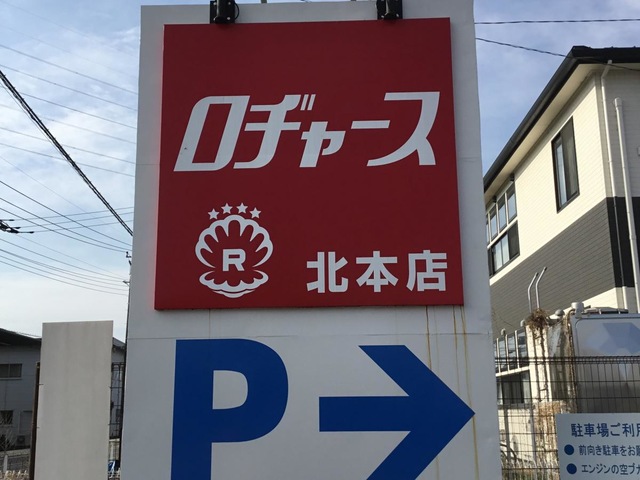 ロヂャース
R
北本店
P
駐車場ご利用
● 前向き駐車をお
● エンジンの空ブ